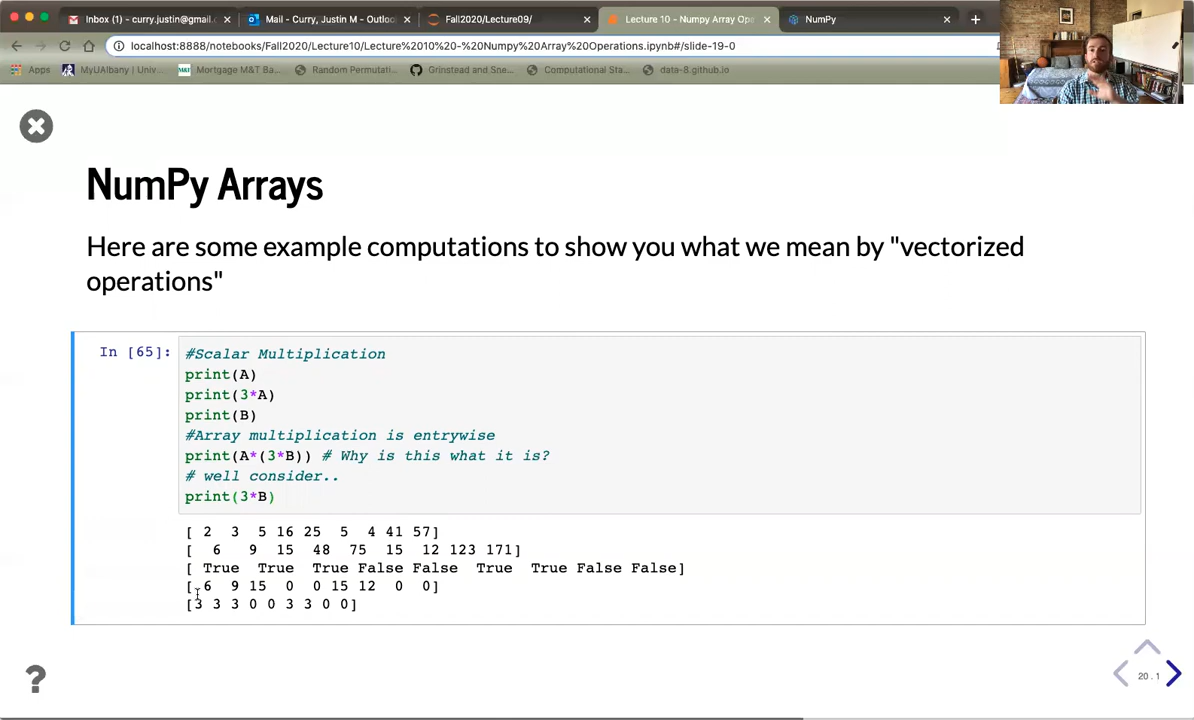 Inbox (1) - curry.justin@gmail.
Mail - Curry, Justin M - Outloo
Fall2020/Lecture09/
Lecture 10 - Numpy Array Ope
NumPy
localhost:8888/notebooks/Fall2020/Lecture10/Lecture%2010%20-%20Numpy%20Array%20Operations.ipynb#/slide-19-0
Apps
MyUAlbany | Univ...
Mortgage M&T Ba...
Random Permutati...
Grinstead and Sne...
Computational Sta...
data-8.github.io
NumPy Arrays
Here are some example computations to show you what we mean by "vectorized
operations"
In [65]:
#Scalar Multiplication
print(A)
print(3*A)
print(B)
#Array multiplication is entrywise
print(A*(3*B)) # Why is this what it is?
# well consider..
print(3*B)
[ 2 3 5 16 25 5 4 41 57]
[ 6 9 15 48 75 15 12 123 171]
[ True True True False False True True False False]
[ 6 9 15 0 0 15 12 0 0]
[3 3 3 0 0 3 3 0 0]
?
20 . 1